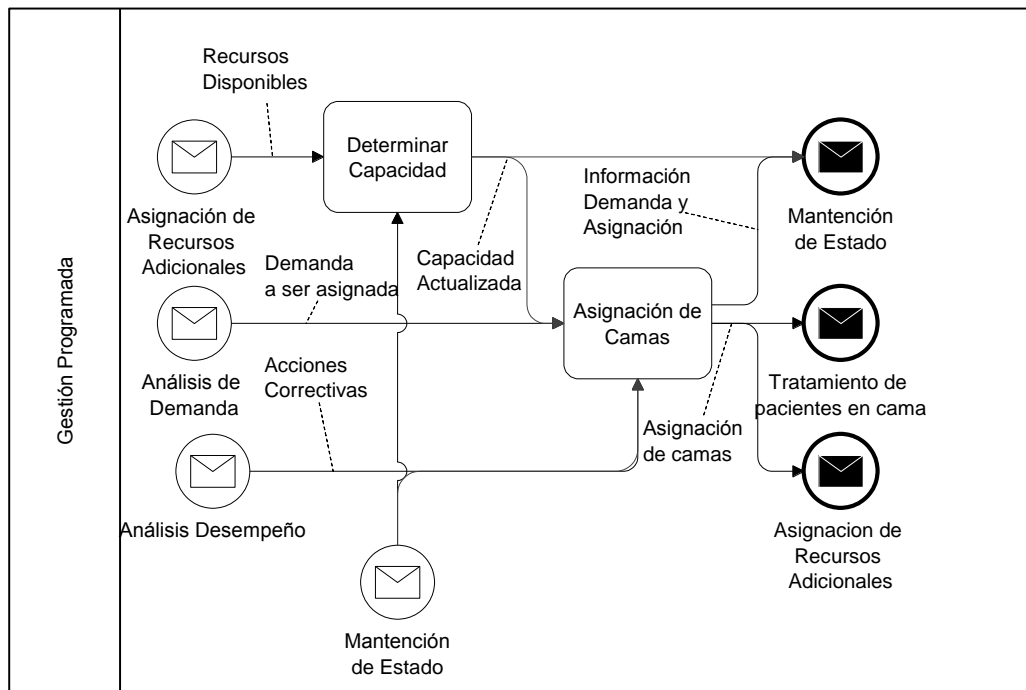 Gestión Programada
Recursos
Disponibles
Determinar
Capacidad
Asignación de
Recursos
Adicionales
Información
Demanda y
Asignación
Mantención
de Estado
Demanda
a ser asignada
Capacidad
Actualizada
Asignación de
Camas
Análisis de
Demanda
Acciones
Correctivas
Tratamiento de
pacientes en cama
Asignación
de camas
Análisis Desempeño
Asignacion de
Recursos
Adicionales
Mantención
de Estado